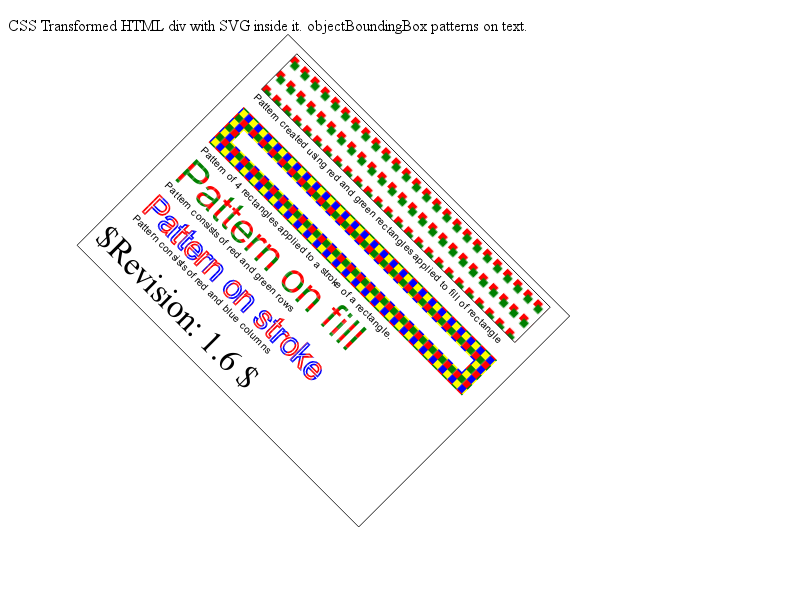 CSS Transformed HTML div with SVG inside it. objectBoundingBox patterns on text.
Pattern created using red and green rectangles applied to fill of rectangle
Pattern of 4 rectangles applied to a stroke of a rectangle.
Pattern on fill
Pattern consists of red and green rows
Pattern on stroke
Pattern consists of red and blue columns
$Revision: 1.6 $